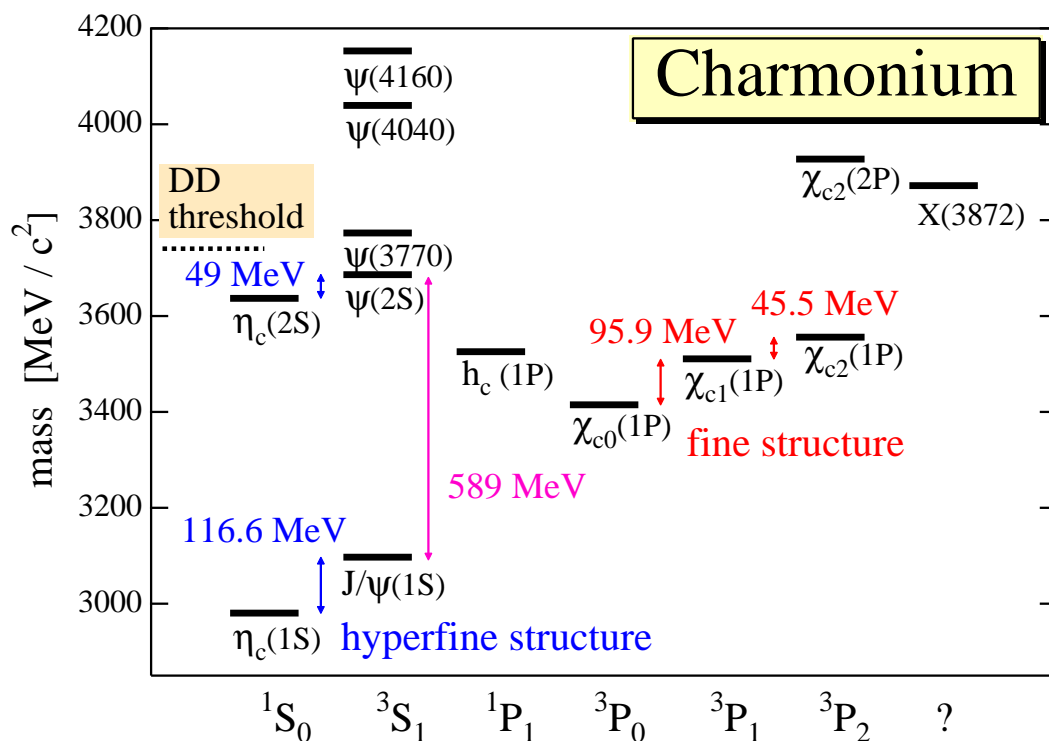 Charmonium
mass [MeV / c²]
4200
4000
3800
3600
3400
3200
3000
ψ(4160)
ψ(4040)
DD
threshold
χc2(2P)
X(3872)
ψ(3770)
49 MeV
ψ(2S)
ηc(2S)
45.5 MeV
95.9 MeV
hc (1P)
χc2(1P)
χc1(1P)
χc0(1P)
fine structure
589 MeV
116.6 MeV
J/ψ(1S)
ηc(1S)
hyperfine structure
¹S₀ ³S₁ ¹P₁ ³P₀ ³P₁ ³P₂ ?